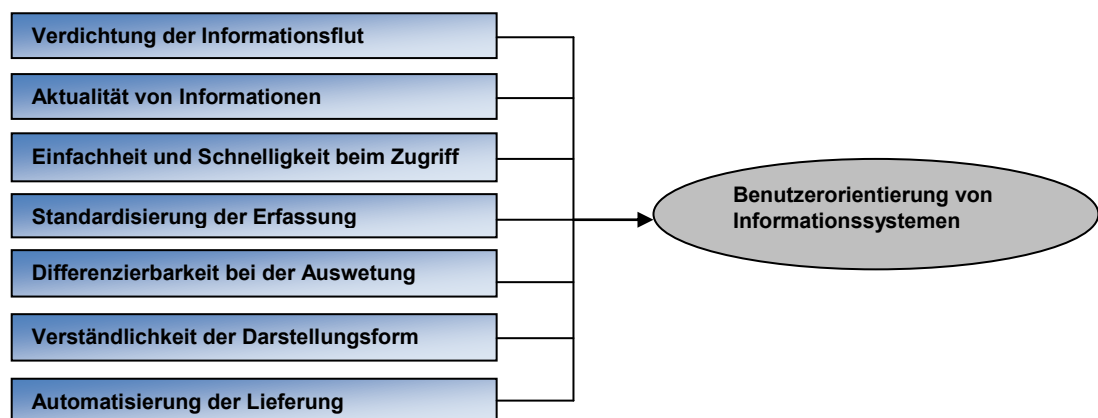 Verdichtung der Informationsflut
Aktualität von Informationen
Einfachheit und Schnelligkeit beim Zugriff
Standardisierung der Erfassung
Differenzierbarkeit bei der Auswetung
Verständlichkeit der Darstellungsform
Automatisierung der Lieferung
Benutzerorientierung von
Informationssystemen